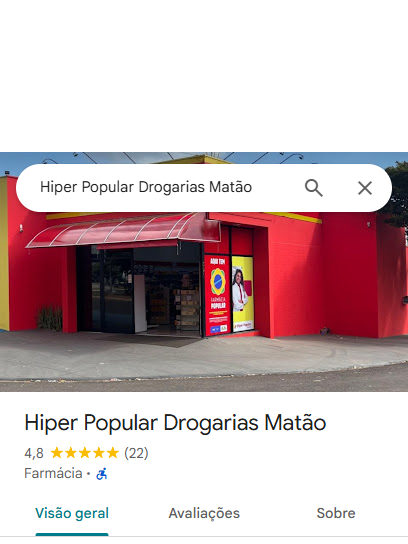 Hiper Popular Drogarias Matão
AQUI TEM
FARMÁCIA
POPULAR
Hiper Popular Drogarias Matão
4,8 (22)
Farmácia ·
Visão geral Avaliações Sobre